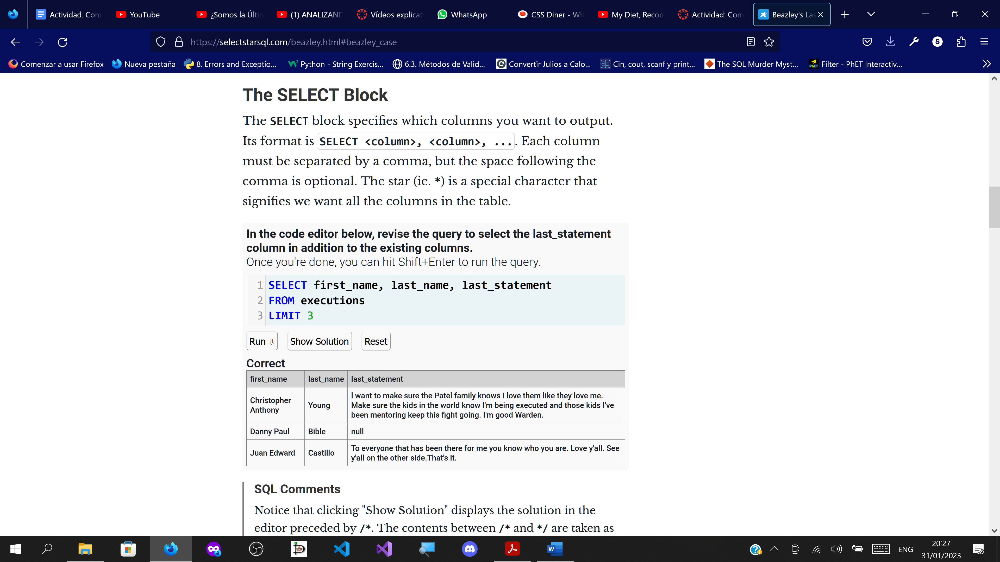 Actividad. Com
YouTube
¿Somos la Últin
(1) ANALIZAND
Vídeos explicati
WhatsApp
CSS Diner - Wh
My Diet, Recom
Actividad: Com
Beazley's Las
https://selectstarsql.com/beazley.html#beazley_case
S
Comenzar a usar Firefox
Nueva pestaña
8. Errors and Exceptio...
Python - String Exercis...
6.3. Métodos de Valid...
Convertir Julios a Calo...
Cin, cout, scanf y print...
The SQL Murder Myst...
PhET
Filter - PhET Interactiv...
The SELECT Block
The SELECT block specifies which columns you want to output.
Its format is SELECT <column>, <column>, .... Each column
must be separated by a comma, but the space following the
comma is optional. The star (ie. *) is a special character that
signifies we want all the columns in the table.
In the code editor below, revise the query to select the last_statement
column in addition to the existing columns.
Once you're done, you can hit Shift+Enter to run the query.
1 SELECT first_name, last_name, last_statement
2 FROM executions
3 LIMIT 3
Run ⇩ Show Solution Reset
Correct
first_name last_name last_statement
Christopher Anthony Young l want to make sure the Patel family knows I love them like they love me.
Make sure the kids in the world know I'm being executed and those kids I've
been mentoring keep this fight going. I'm good Warden.
Danny Paul Bible null
Juan Edward Castillo To everyone that has been there for me you know who you are. Love y'all. See
y'all on the other side.That's it.
SQL Comments
Notice that clicking "Show Solution" displays the solution in the
editor preceded by /*. The contents between /* and */ are taken as
ENG
20:27
31/01/2023